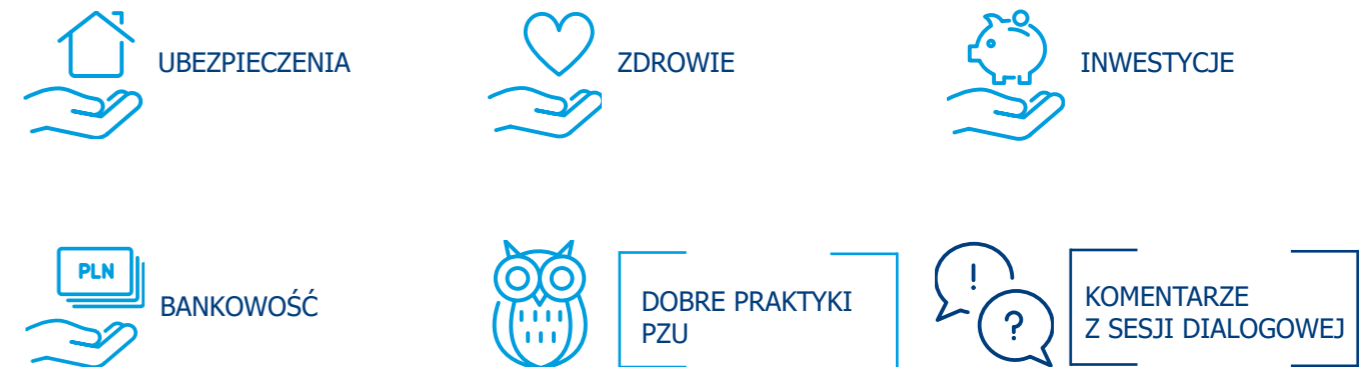 UBEZPIECZENIA
ZDROWIE
INWESTYCJE
PLN
BANKOWOŚĆ
DOBRE PRAKTYKI
PZU
!
?
KOMENTARZE
Z SESJI DIALOGOWEJ